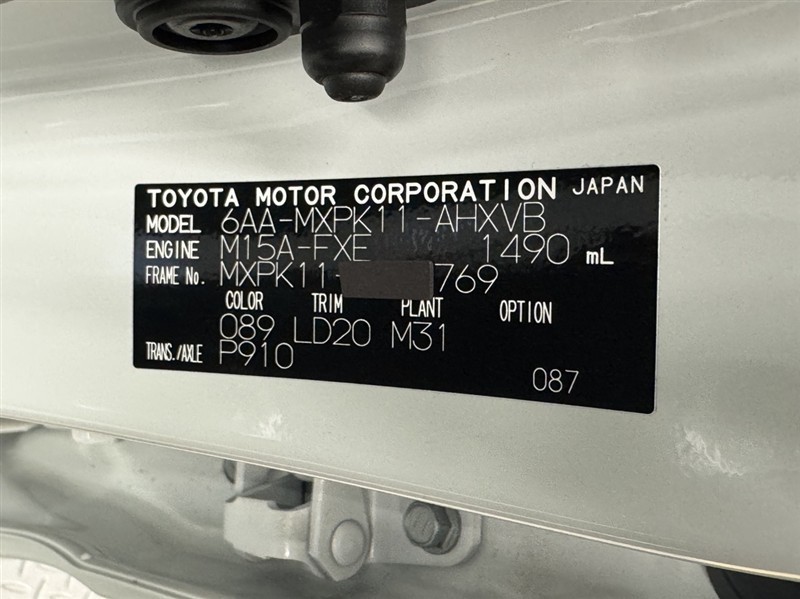 TOYOTA MOTOR CORPORATION JAPAN
MODEL 6AA-MXPK11-AHXVB
ENGINE M15A-FXE 1490 mL
FRAME No. MXPK11- 769
COLOR TRIM PLANT OPTION
089 LD20 M31
TRANS./AXLE P910
087